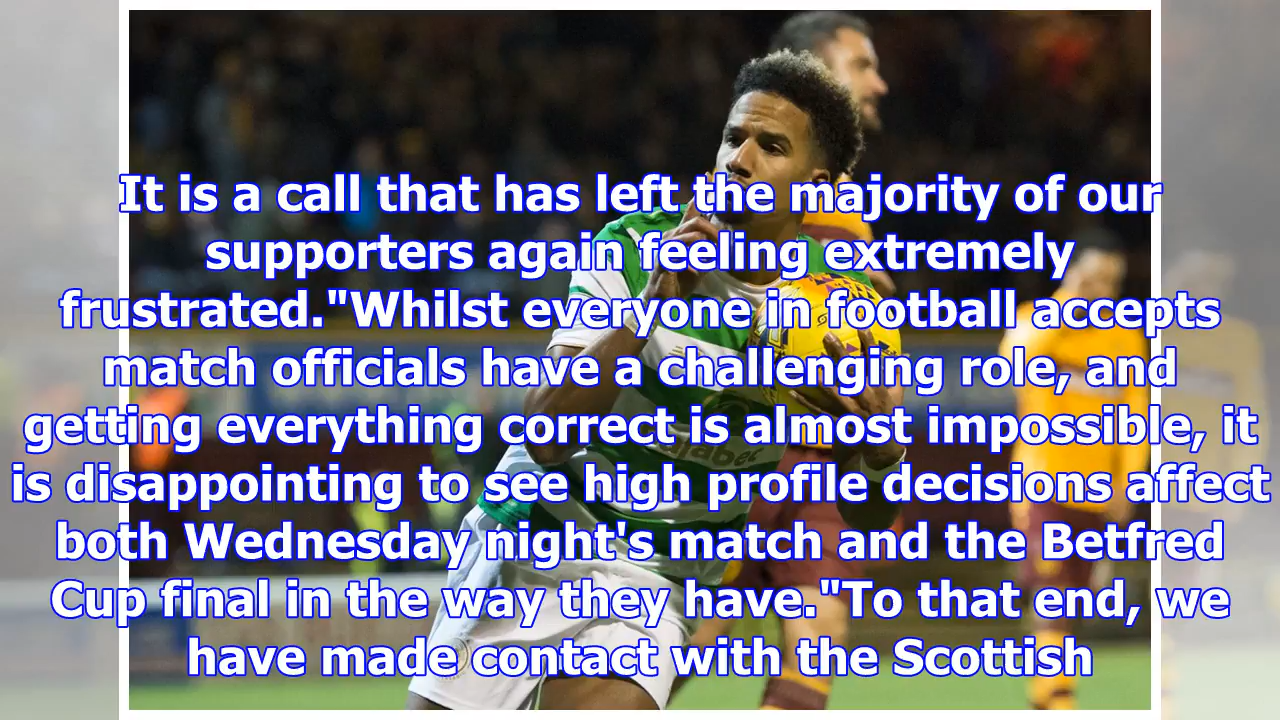 It is a call that has left the majority of our
supporters again feeling extremely
frustrated."Whilst everyone in football accepts
match officials have a challenging role, and
getting everything correct is almost impossible, it
is disappointing to see high profile decisions affect
both Wednesday night's match and the Betfred
Cup final in the way they have."To that end, we
have made contact with the Scottish